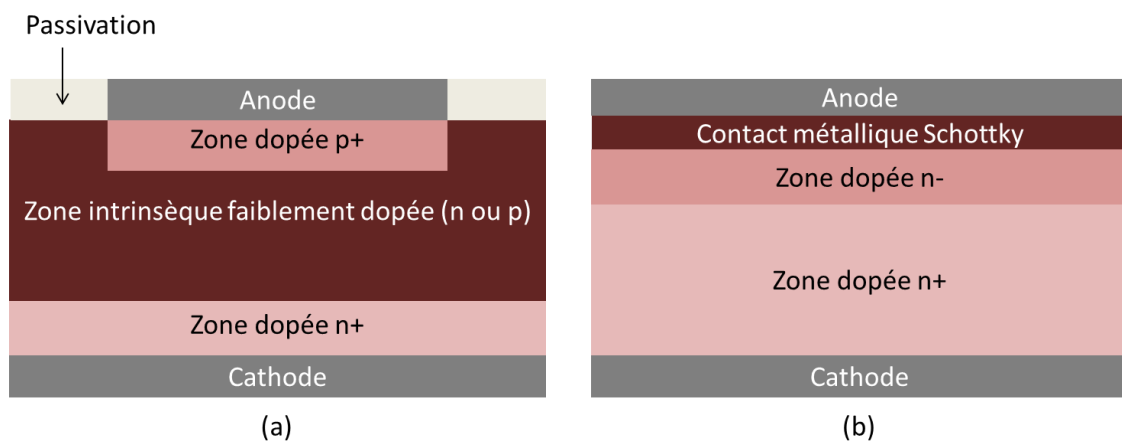 Passivation
Anode
Zone dopée p+
Zone intrinsèque faiblement dopée (n ou p)
Zone dopée n+
Cathode
(a)
Anode
Contact métallique Schottky
Zone dopée n-
Zone dopée n+
Cathode
(b)